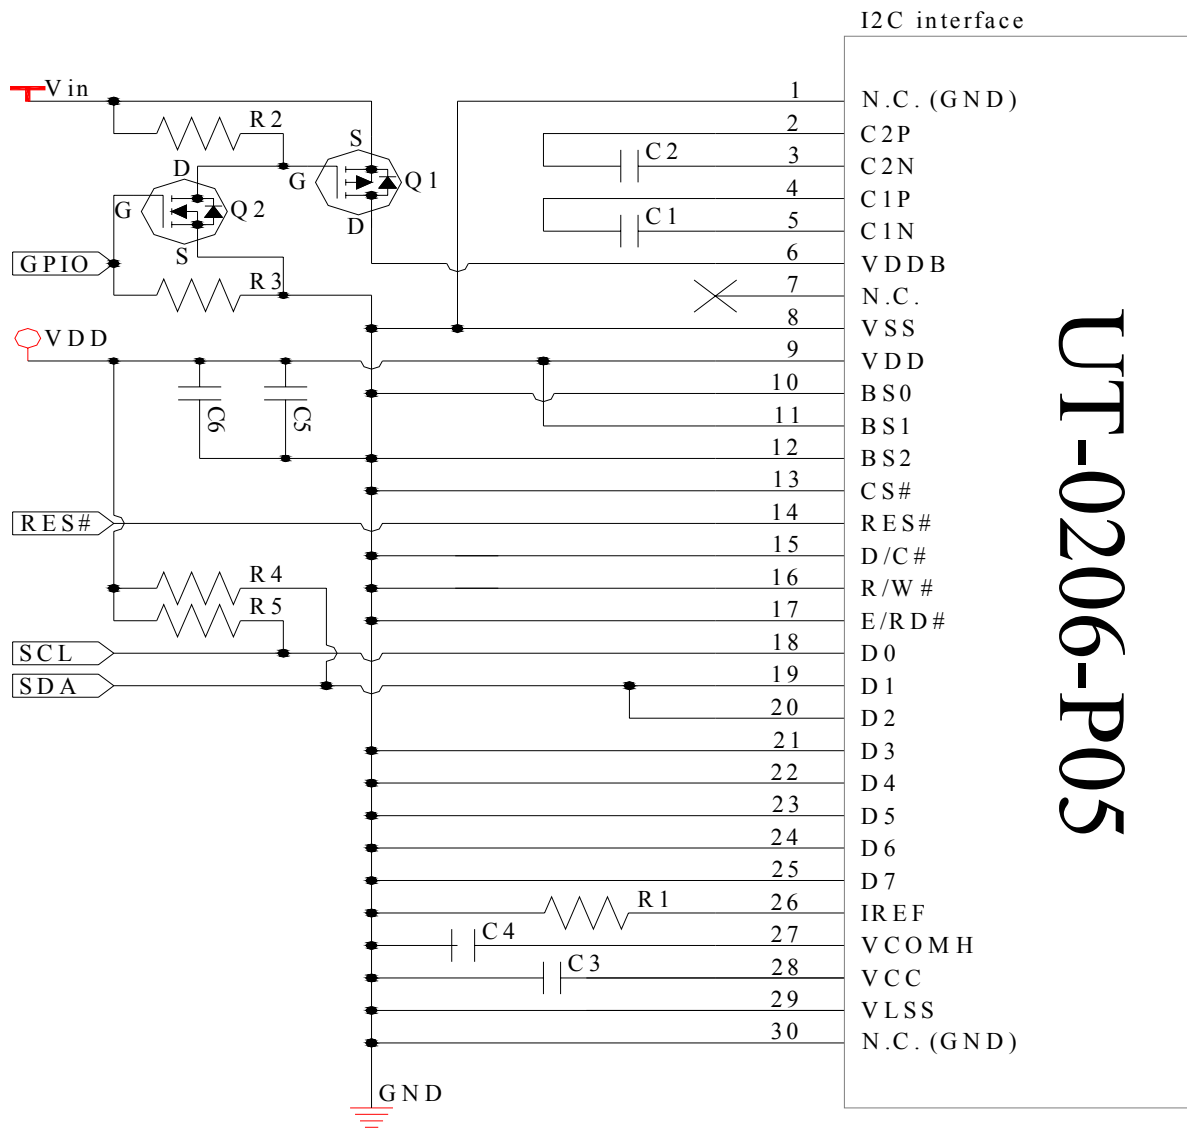 I2C interface
Vin
1
N.C.(GND)
R2
2
C2P
S
D
C2
3
C2N
G
Q1
4
C1P
G
Q2
C1
5
C1N
D
S
GPIO
6
VDDB
R3
7
N.C.
8
VSS
VDD
9
VDD
10
BS0
C6
C5
11
BS1
12
BS2
13
CS#
RES#
14
RES#
15
D/C#
R4
16
R/W#
R5
17
E/RD#
SCL
18
D0
SDA
19
D1
20
D2
21
D3
22
D4
23
D5
24
D6
25
D7
R1
26
IREF
C4
27
VCOMH
C3
28
VCC
29
VLSS
30
N.C.(GND)
GND
UT-0206-P05